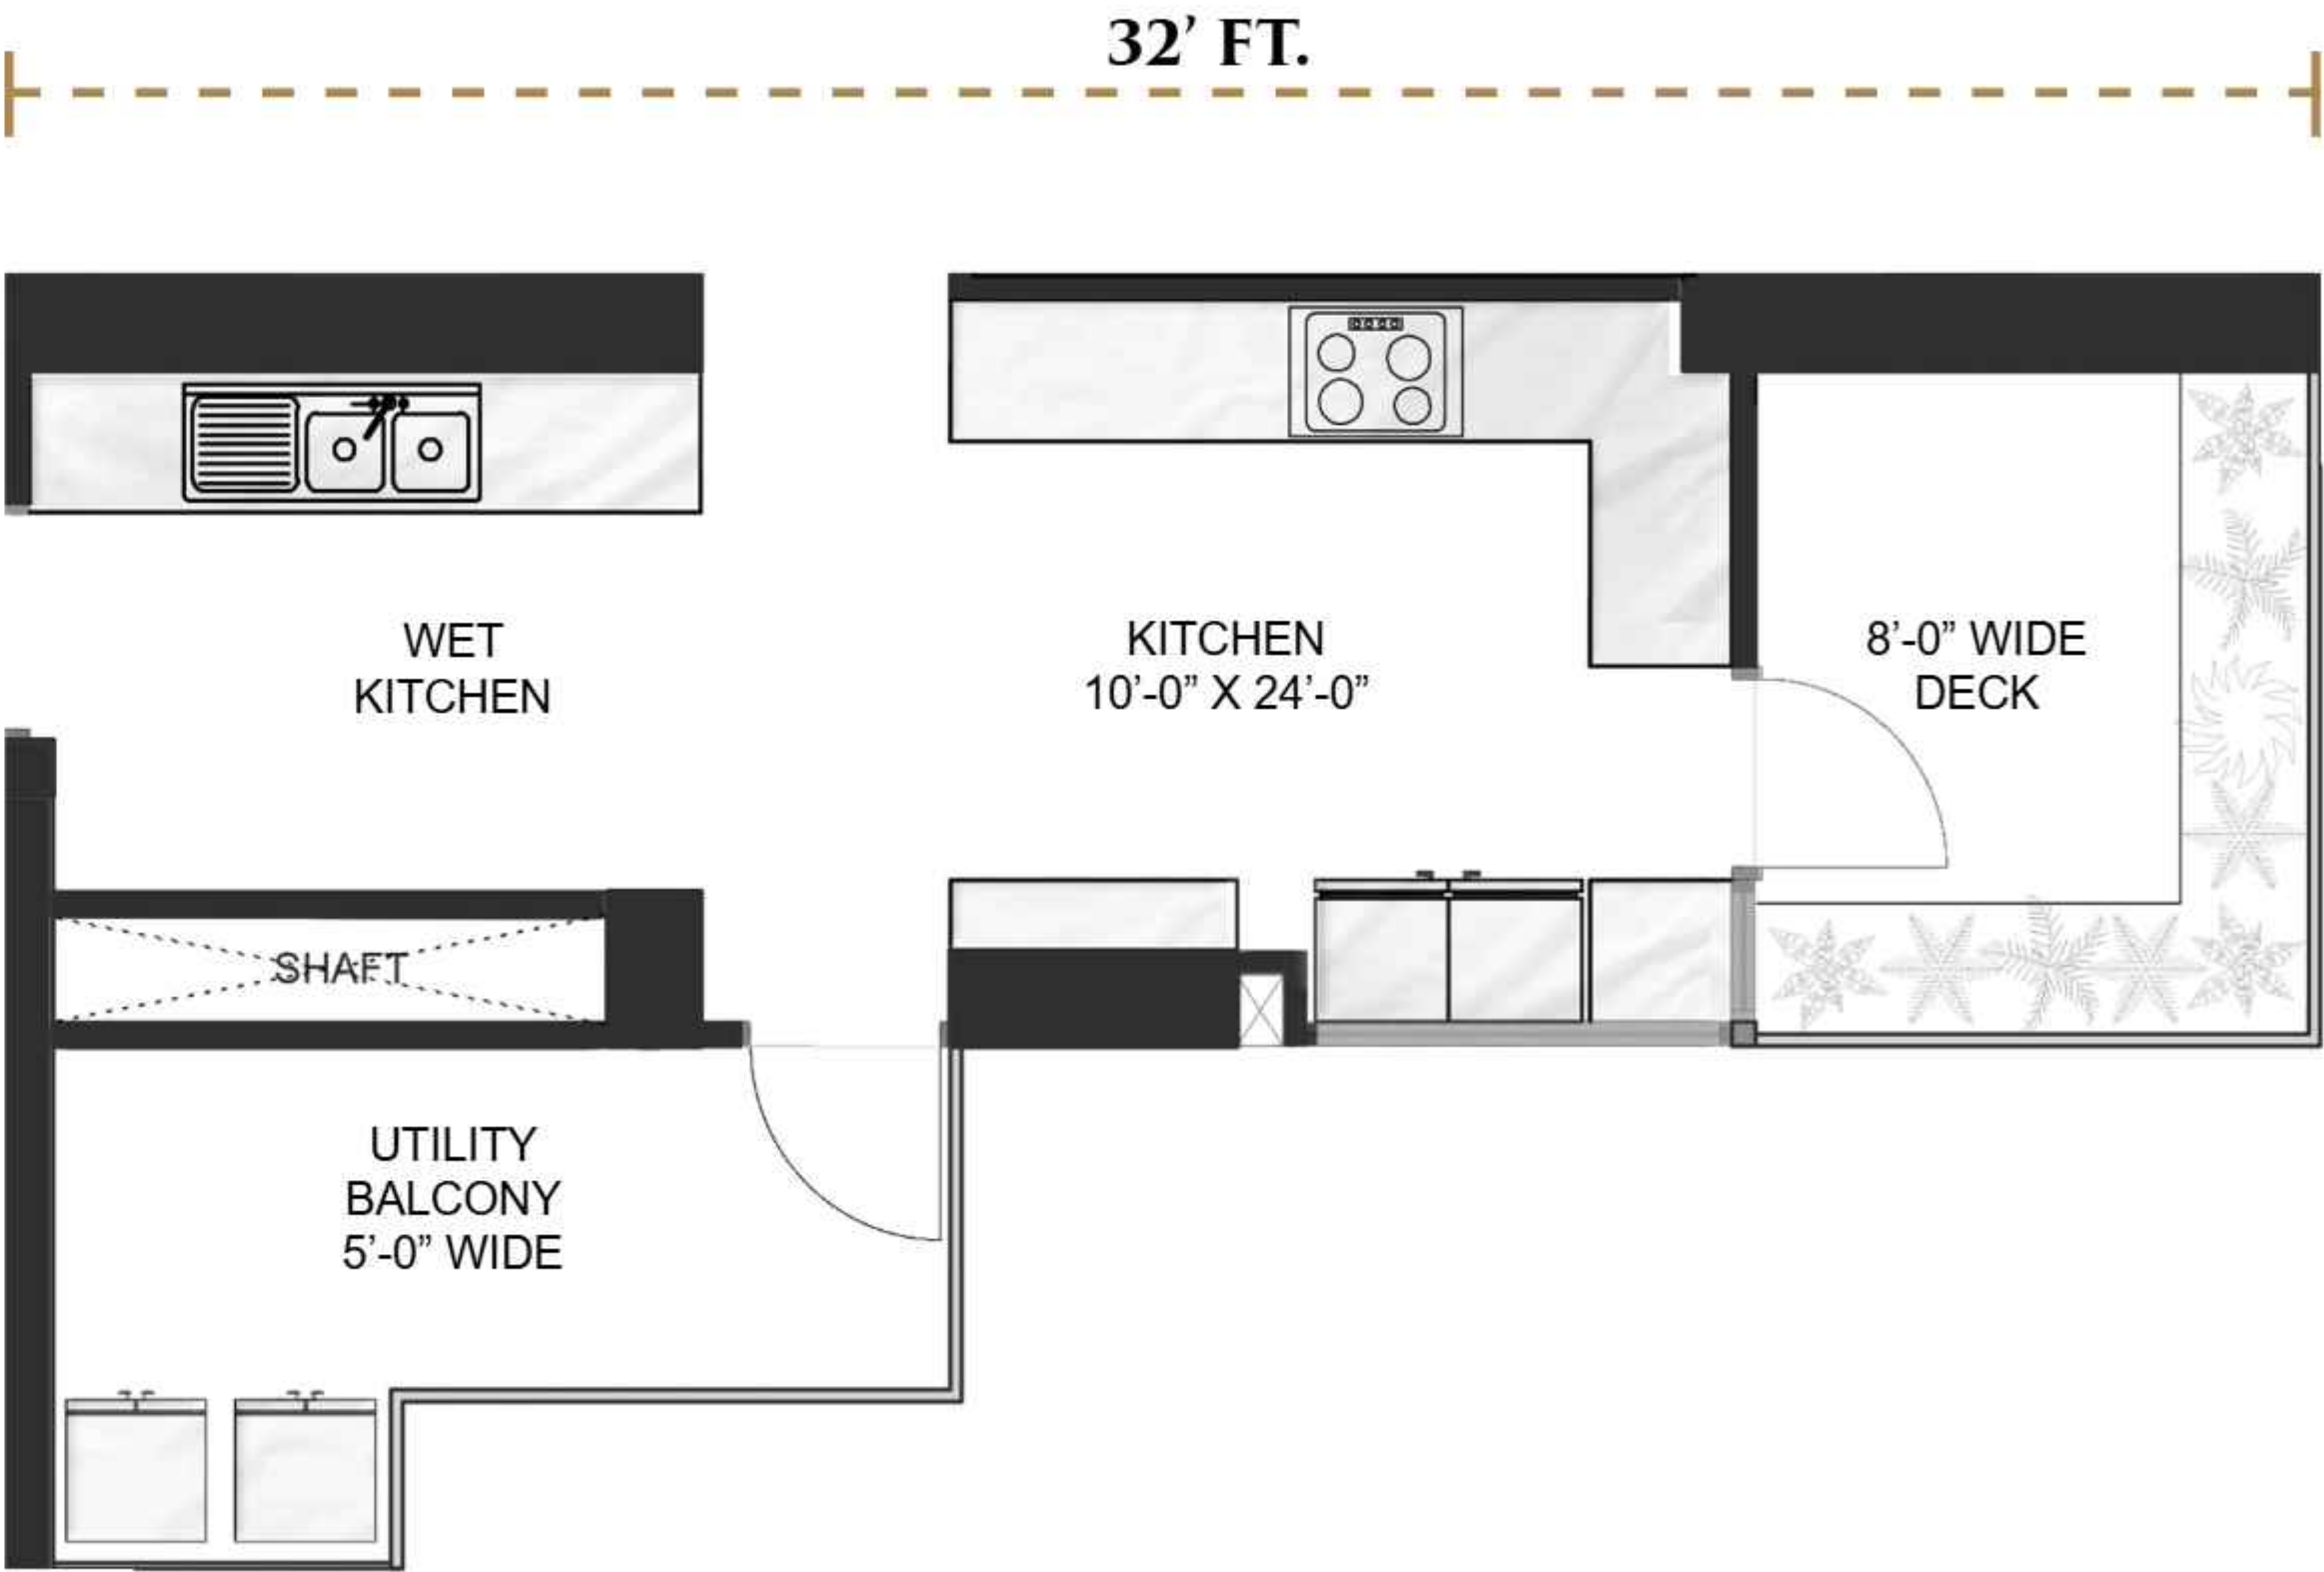 32’ FT.
WET
KITCHEN
KITCHEN
10’-0” X 24’-0”
8’-0” WIDE
DECK
SHAFT
UTILITY
BALCONY
5’-0” WIDE